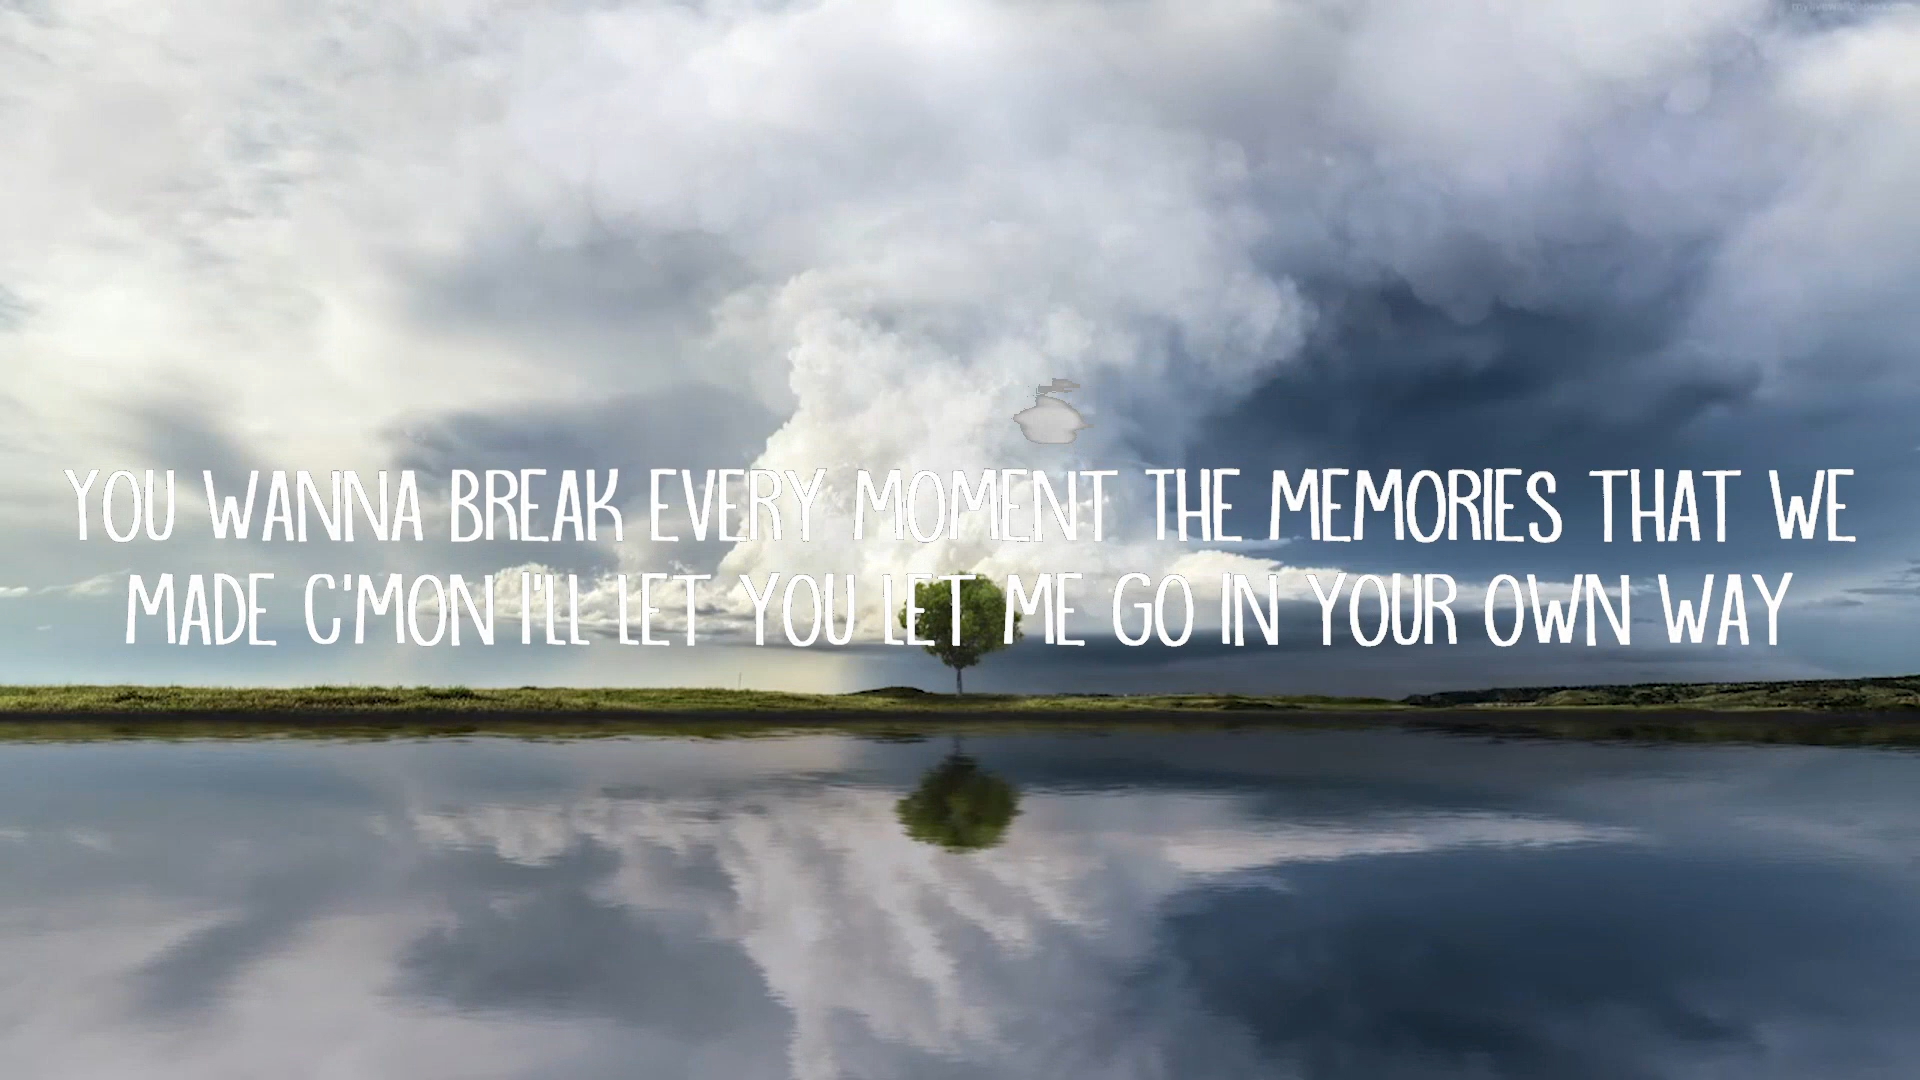 YOU WANNA BREAK EVERY MOMENT THE MEMORIES THAT WE
MADE C'MON I'LL LET YOU LET ME GO IN YOUR OWN WAY